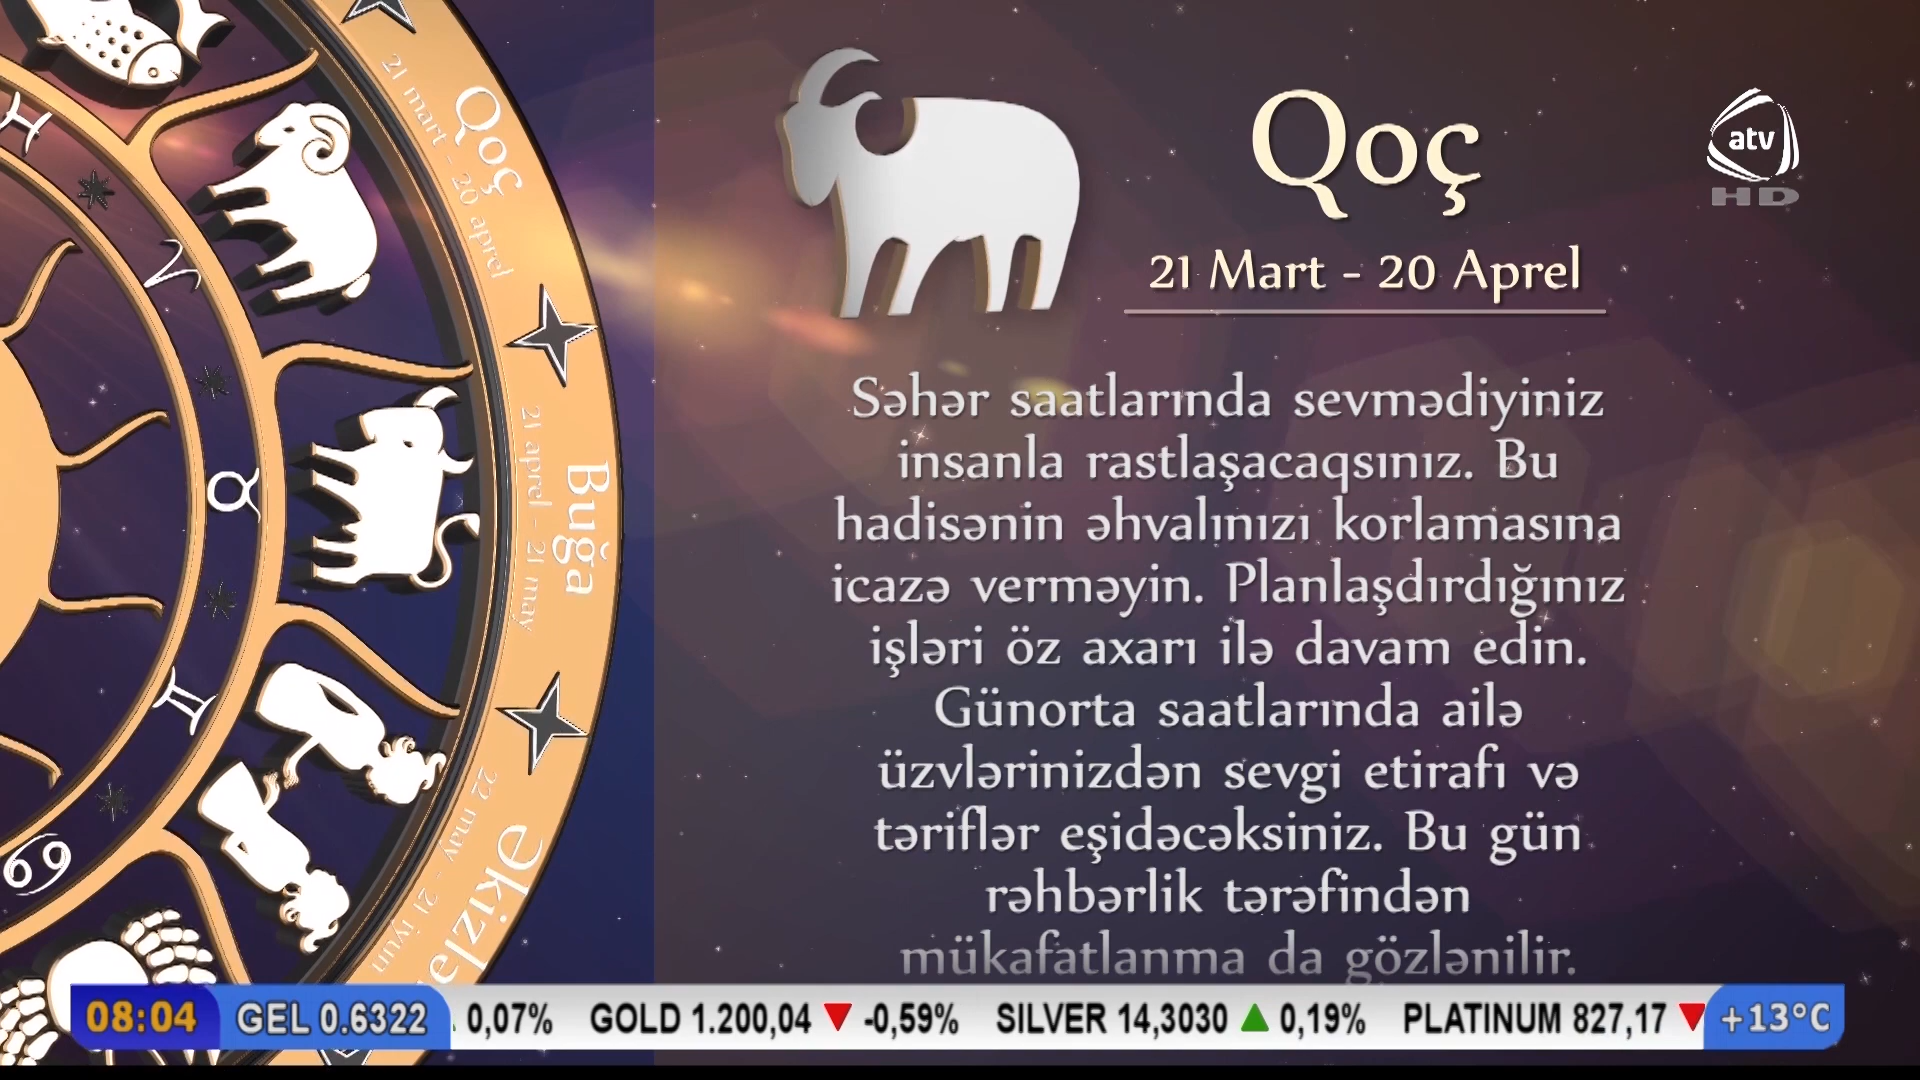 Qoç
21 mart - 20 aprel
Buğa
21 aprel - 21 may
22 may - 21 iyun
Qoç
21 Mart - 20 Aprel
atv
HD
Səhər saatlarında sevmədiyiniz
insanla rastlaşacaqsınız. Bu
hadisənin əhvalınızı korlamasına
icazə verməyin. Planlaşdırdığınız
işləri öz axarı ilə davam edin.
Günorta saatlarında ailə
üzvlərinizdən sevgi etirafı və
təriflər eşidəcəksiniz. Bu gün
rəhbərlik tərəfindən
mükafatlanma da gözlənilir.
08:04 GEL 0.6322 0,07% GOLD 1.200,04 ▼ -0,59% SILVER 14,3030 ▲ 0,19% PLATINUM 827,17 ▼ +13°C